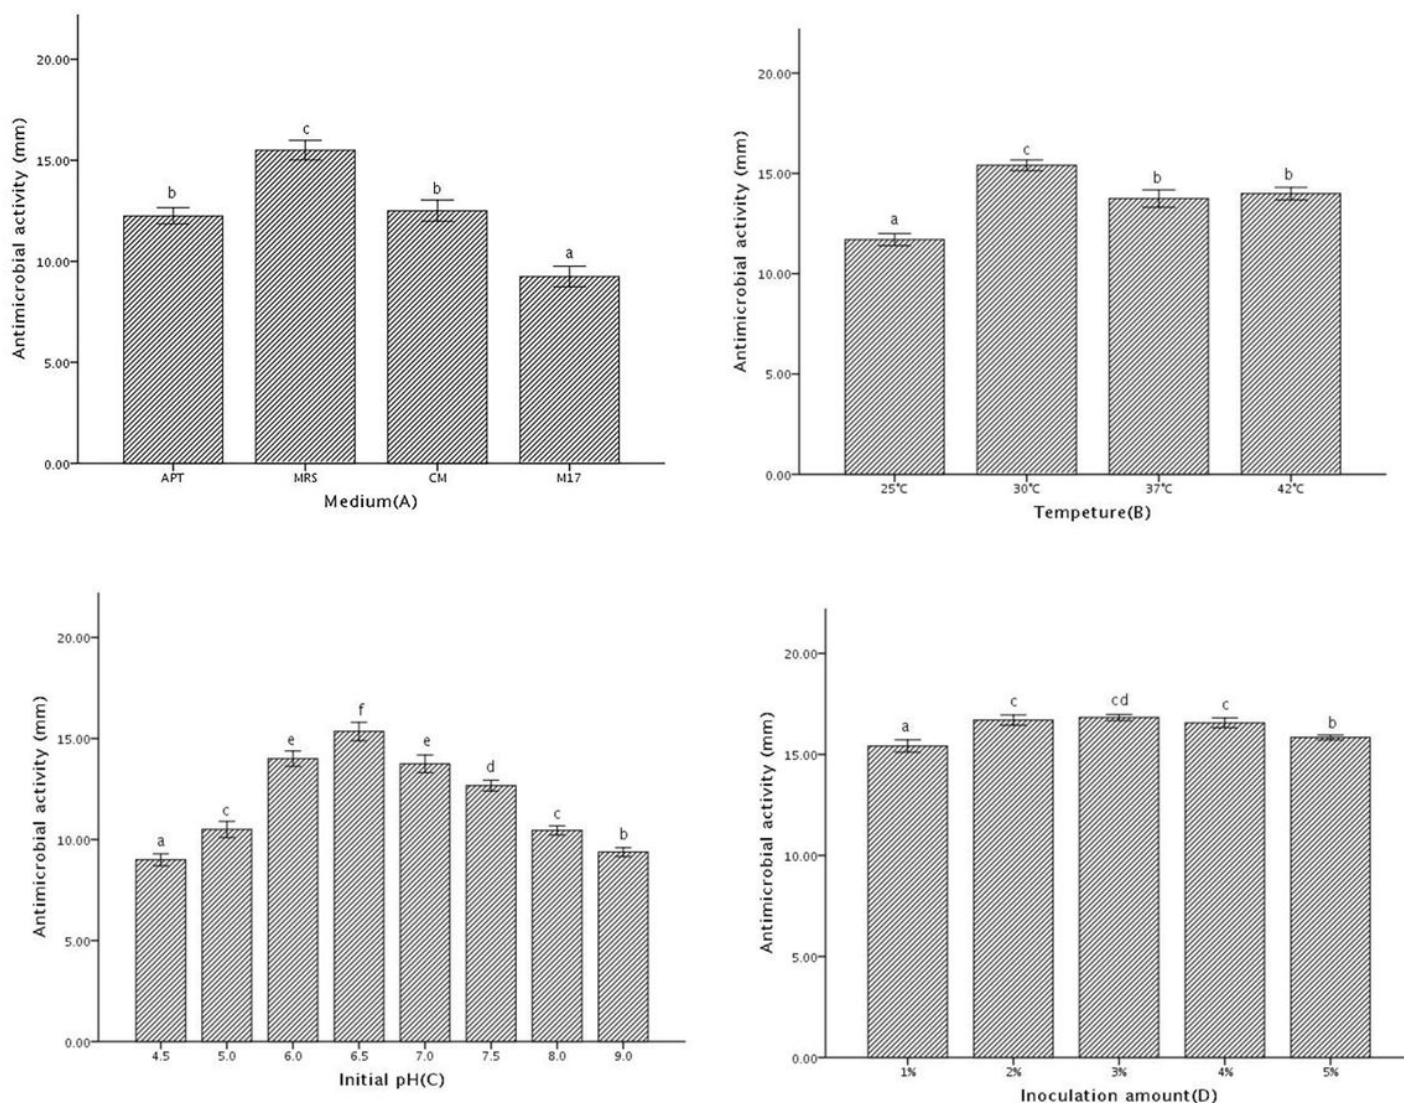 20.00
15.00
10.00
5.00
0.00
Antimicrobial activity (mm)
b
c
b
a
APT MRS CM M17
Medium(A)
20.00
15.00
10.00
5.00
0.00
Antimicrobial activity (mm)
a
c
b
b
25°C 30°C 37°C 42°C
Tempeture(B)
20.00
15.00
10.00
5.00
0.00
Antimicrobial activity (mm)
a
c
e
f
e
d
c
b
4.5 5.0 6.0 6.5 7.0 7.5 8.0 9.0
Initial pH(C)
20.00
15.00
10.00
5.00
0.00
Antimicrobial activity (mm)
a
c
cd
c
b
1% 2% 3% 4% 5%
Inoculation amount(D)